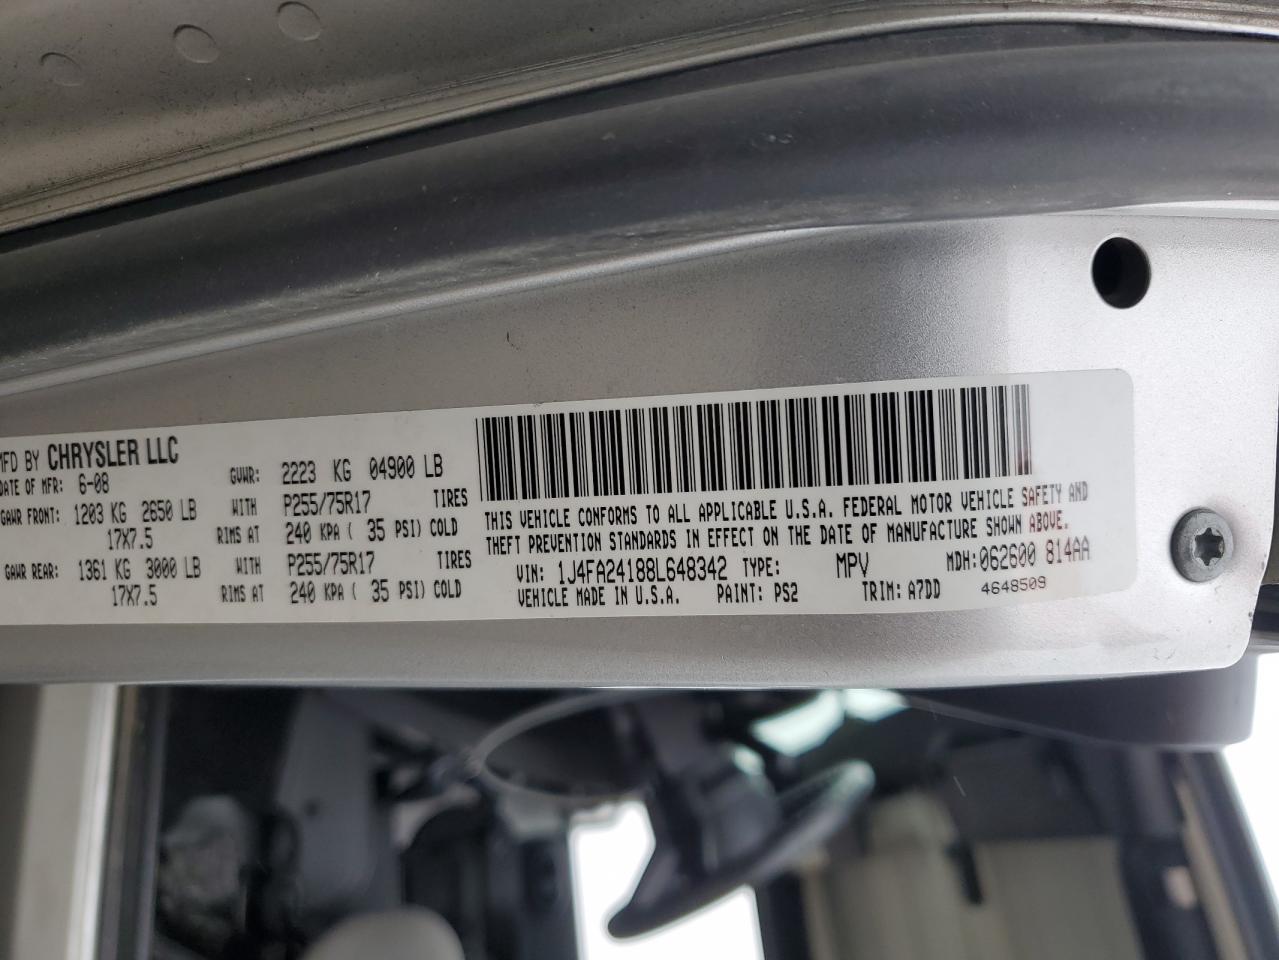 MFD BY CHRYSLER LLC
DATE OF MFR: 6-08 GVWR: 2223 KG 04900 LB
GAWR FRONT: 1203 KG 2650 LB WITH P255/75R17 TIRES
17X7.5 RIMS AT 240 KPA ( 35 PSI) COLD
GAWR REAR: 1361 KG 3000 LB WITH P255/75R17 TIRES
17X7.5 RIMS AT 240 KPA ( 35 PSI) COLD
THIS VEHICLE CONFORMS TO ALL APPLICABLE U.S.A. FEDERAL MOTOR VEHICLE SAFETY AND
THEFT PREVENTION STANDARDS IN EFFECT ON THE DATE OF MANUFACTURE SHOWN ABOVE.
VIN: 1J4FA24188L648342 TYPE: MPV MDH: 062600 814AA
VEHICLE MADE IN U.S.A. PAINT: PS2 TRIM: A7DD 4648509